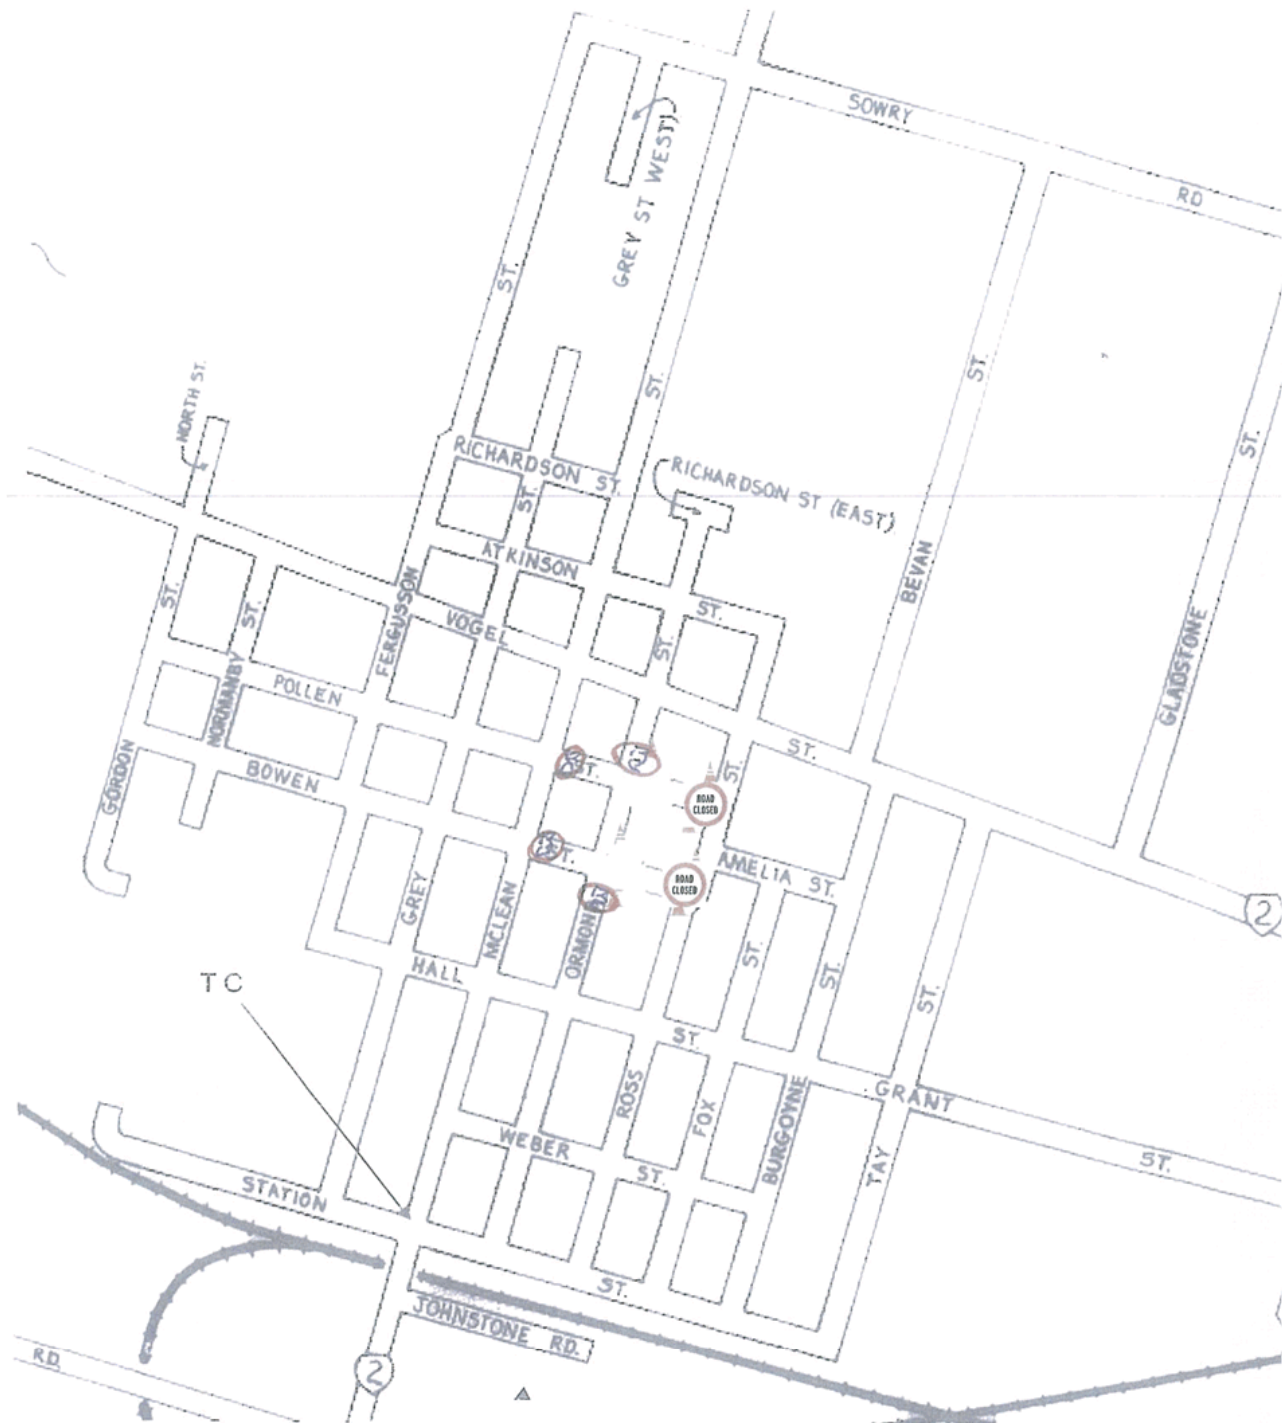 SOWRY
RD
GREY ST WEST)
ST.
ST.
ST.
ST.
NORTH ST.
RICHARDSON ST.
RICHARDSON ST (EAST)
ST.
ATKINSON ST.
BEVAN
GLADSTONE
ST.
ST.
FERGUSSON
VOGEL ST.
ST.
NORMANBY
POLLEN ST.
GORDON
BOWEN ST.
ST.
ROAD
CLOSED
ROAD
CLOSED
AMELIA ST.
GREY
MCLEAN
ORMOND
ST.
ST.
ST.
2
HALL ST.
TC
GRANT ST.
ROSS
FOX
BURGOYNE
TAY
WEBER ST.
STATION ST.
JOHNSTONE RD.
RD.
2